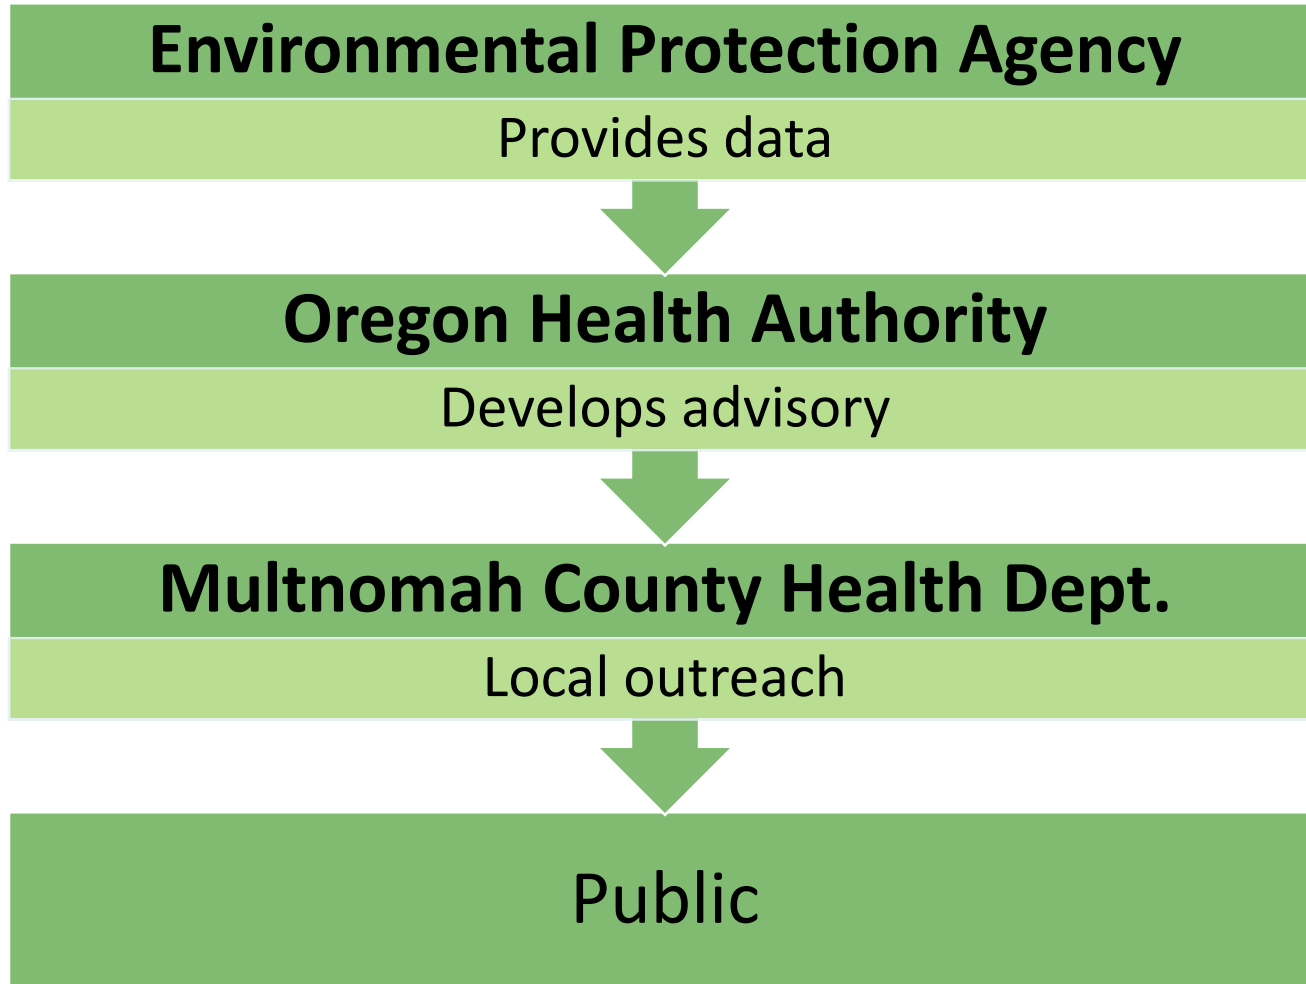 Environmental Protection Agency
Provides data
Oregon Health Authority
Develops advisory
Multnomah County Health Dept.
Local outreach
Public